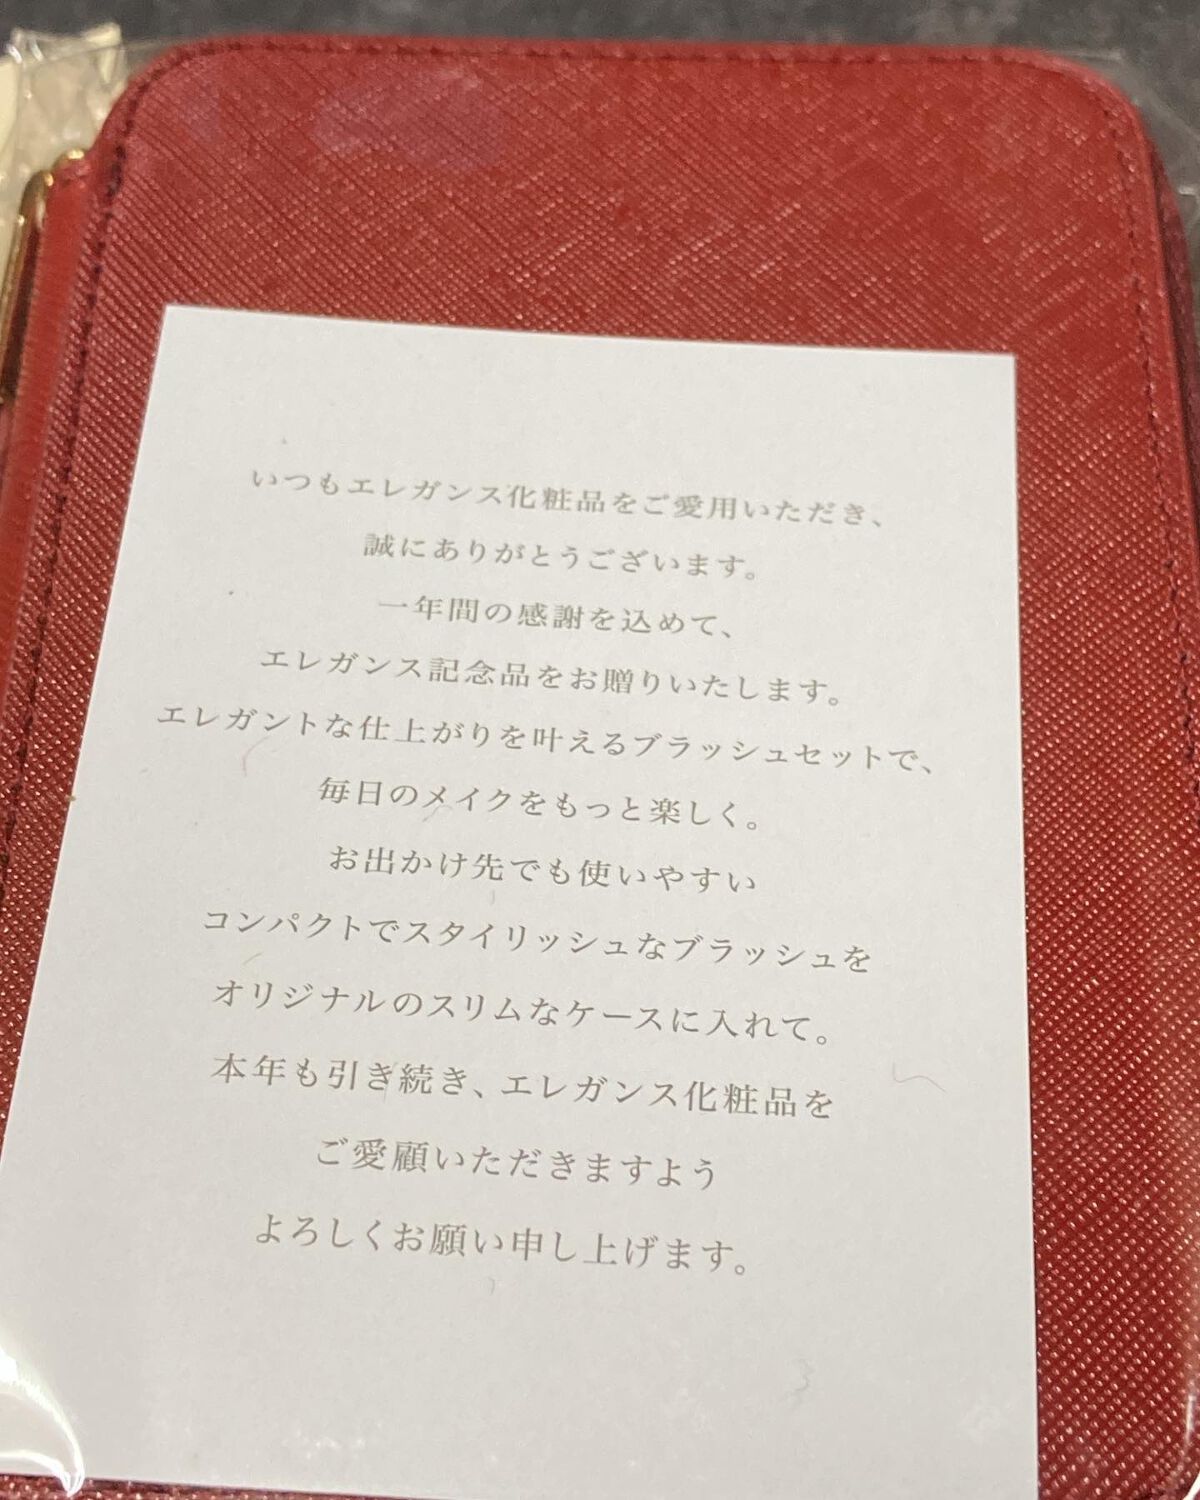 いつもエレガンス化粧品をご愛用いただき、
誠にありがとうございます。
一年間の感謝を込めて、
エレガンス記念品をお贈りいたします。
エレガントな仕上がりを叶えるブラッシュセットで、
毎日のメイクをもっと楽しく。
お出かけ先でも使いやすい
コンパクトでスタイリッシュなブラッシュを
オリジナルのスリムなケースに入れて。
本年も引き続き、エレガンス化粧品を
ご愛顧いただきますよう
よろしくお願い申し上げます。